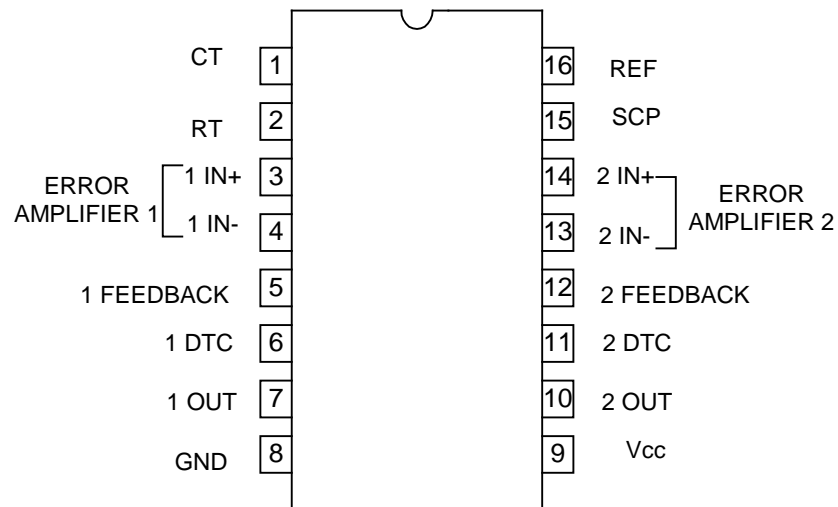 CT 1 16 REF
RT 2 15 SCP
ERROR AMPLIFIER 1
1 IN+ 3 14 2 IN+
1 IN- 4 13 2 IN-
ERROR AMPLIFIER 2
1 FEEDBACK 5 12 2 FEEDBACK
1 DTC 6 11 2 DTC
1 OUT 7 10 2 OUT
GND 8 9 Vcc